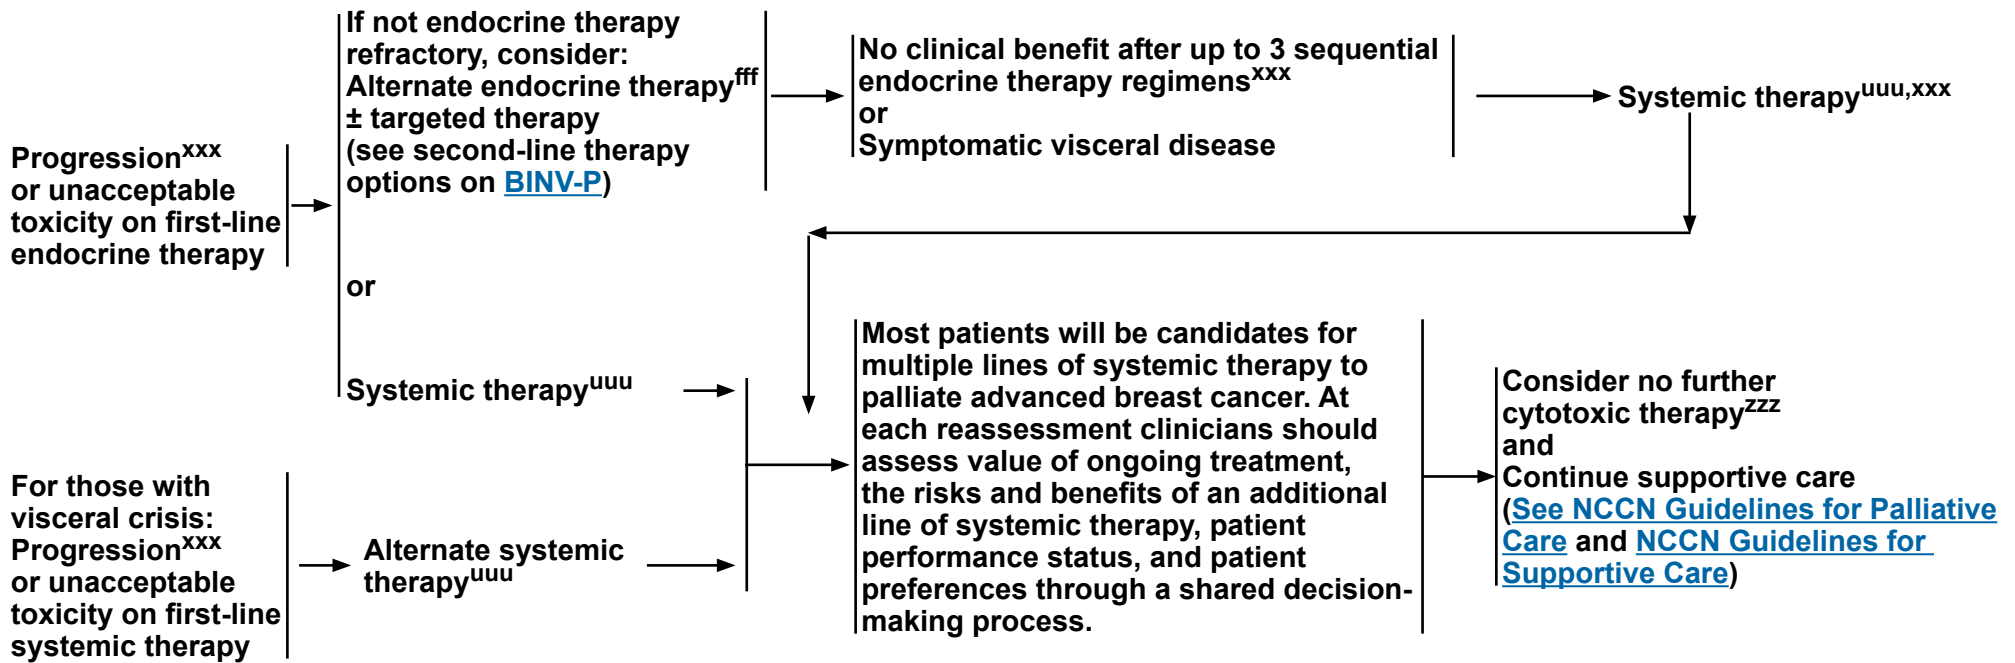 Progressionxxx
or unacceptable
toxicity on first-line
endocrine therapy
If not endocrine therapy
refractory, consider:
Alternate endocrine therapyfff
± targeted therapy
(see second-line therapy
options on BINV-P)
or
Systemic therapyuuu
No clinical benefit after up to 3 sequential
endocrine therapy regimensxxx
or
Symptomatic visceral disease
Systemic therapyuuu,xxx
For those with
visceral crisis:
Progressionxxx
or unacceptable
toxicity on first-line
systemic therapy
Alternate systemic
therapyuuu
Most patients will be candidates for
multiple lines of systemic therapy to
palliate advanced breast cancer. At
each reassessment clinicians should
assess value of ongoing treatment,
the risks and benefits of an additional
line of systemic therapy, patient
performance status, and patient
preferences through a shared decision-
making process.
Consider no further
cytotoxic therapyzzz
and
Continue supportive care
(See NCCN Guidelines for Palliative
Care and NCCN Guidelines for
Supportive Care)